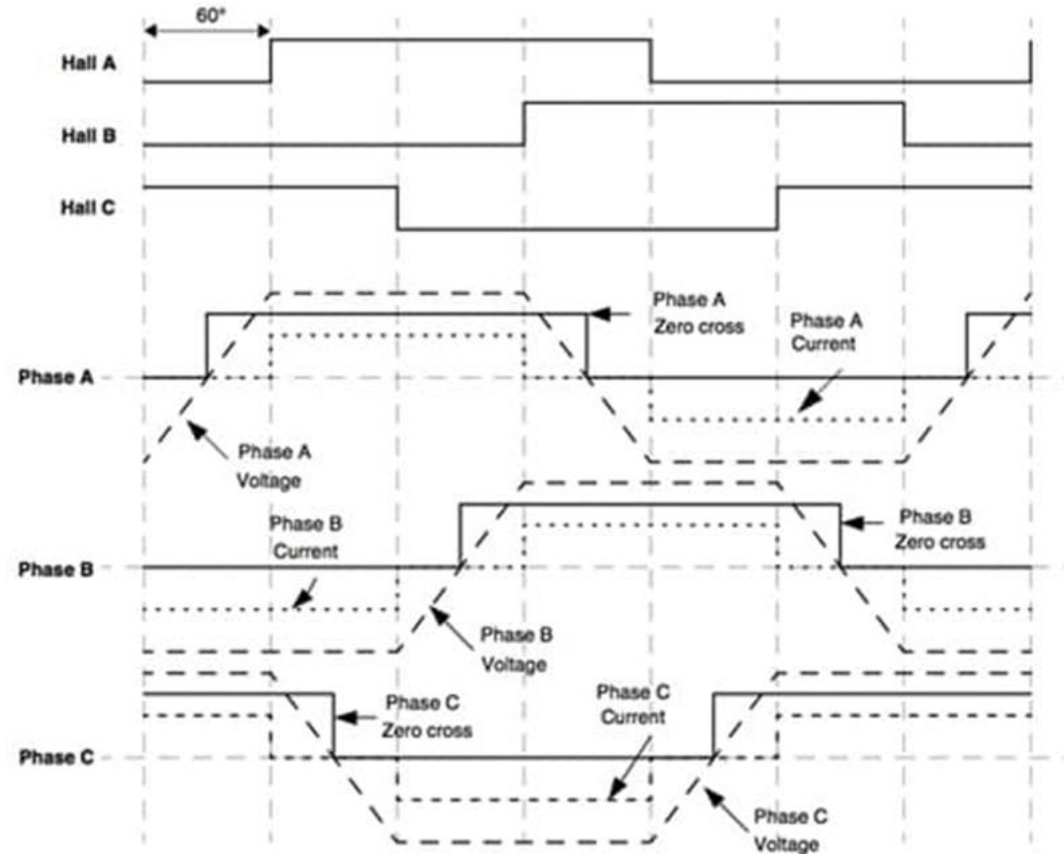 60°
Hall A
Hall B
Hall C
Phase A
Zero cross
Phase A
Current
Phase A
Phase A
Voltage
Phase B
Current
Phase B
Zero cross
Phase B
Phase B
Voltage
Phase C
Zero cross
Phase C
Current
Phase C
Phase C
Voltage